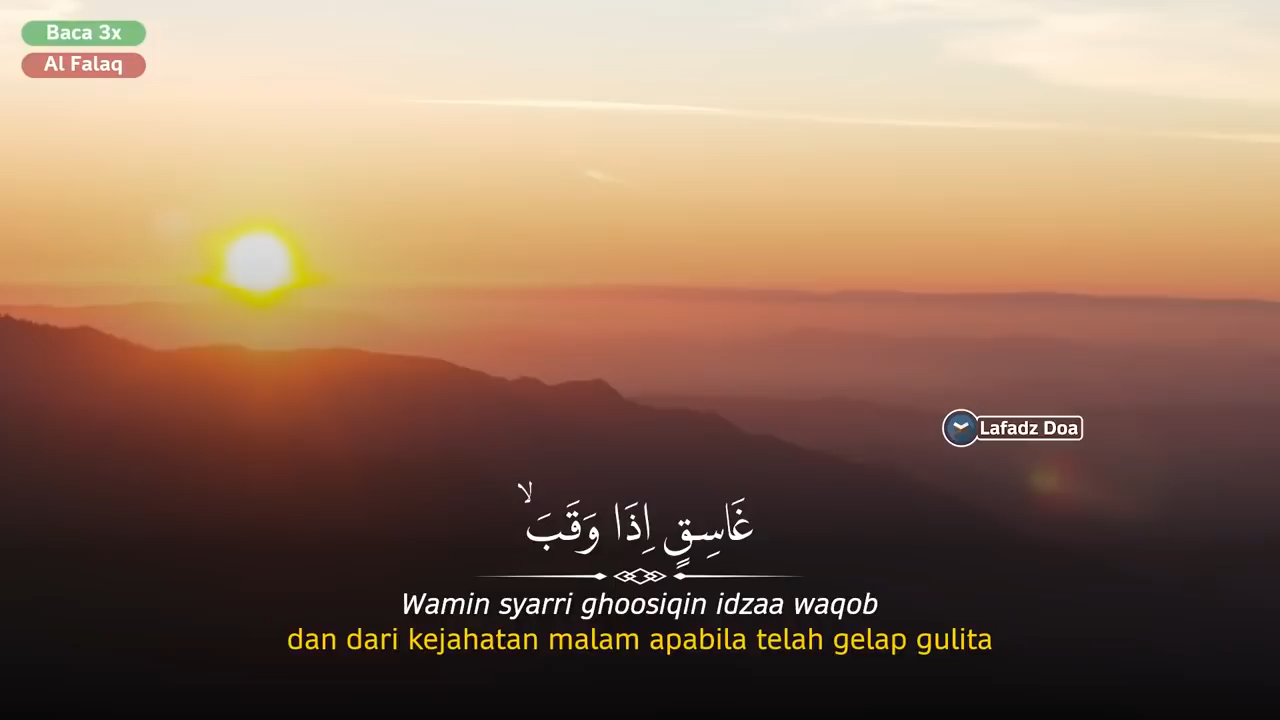 Baca 3x
Al Falaq
Lafadz Doa
غَاسِقٍ اِذَا وَقَبَۙ
Wamin syarri ghoosiqin idzaa waqob
dan dari kejahatan malam apabila telah gelap gulita